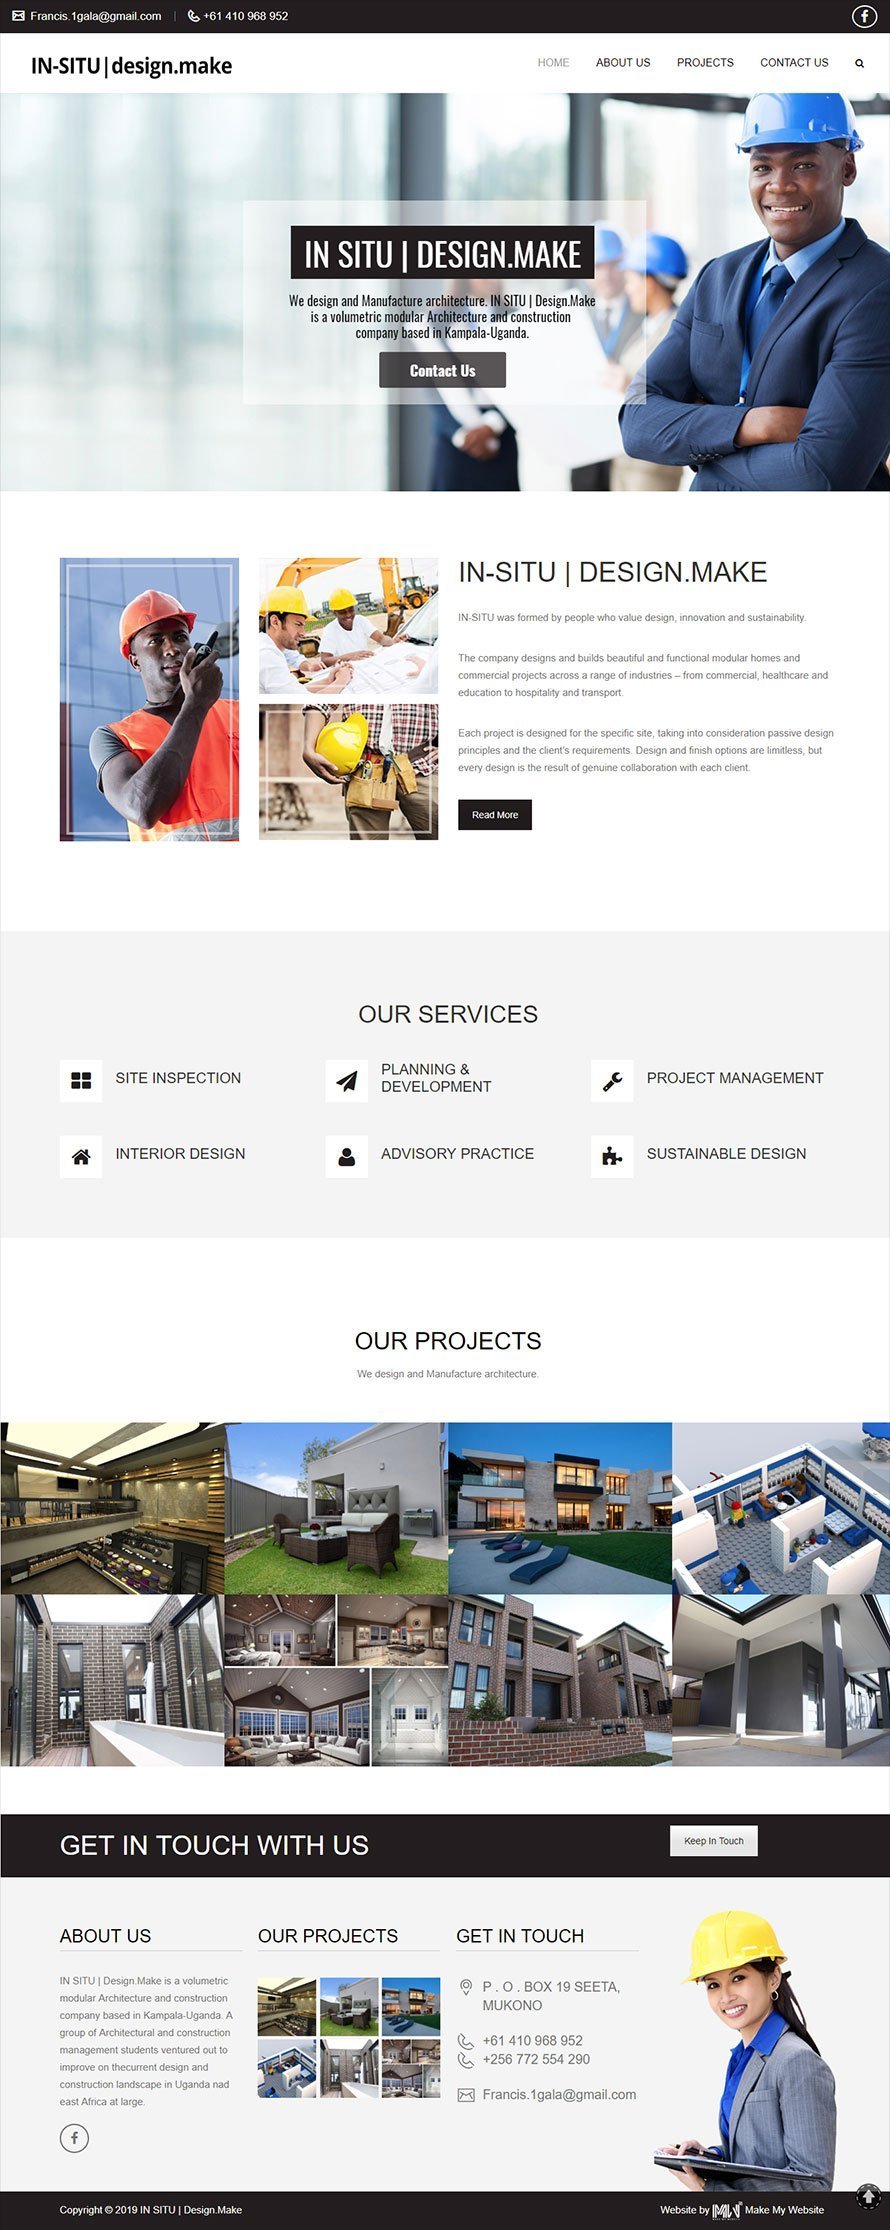 Francis.1gala@gmail.com | +61 410 968 952
IN-SITU|design.make
HOME ABOUT US PROJECTS CONTACT US
IN SITU | DESIGN.MAKE
We design and Manufacture architecture. IN SITU | Design.Make
is a volumetric modular Architecture and construction
company based in Kampala-Uganda.
Contact Us
IN-SITU | DESIGN.MAKE
IN-SITU was formed by people who value design, innovation and sustainability.
The company designs and builds beautiful and functional modular homes and
commercial projects across a range of industries – from commercial, healthcare and
education to hospitality and transport.
Each project is designed for the specific site, taking into consideration passive design
principles and the client's requirements. Design and finish options are limitless, but
every design is the result of genuine collaboration with each client.
Read More
OUR SERVICES
SITE INSPECTION
PLANNING &
DEVELOPMENT
PROJECT MANAGEMENT
INTERIOR DESIGN
ADVISORY PRACTICE
SUSTAINABLE DESIGN
OUR PROJECTS
We design and Manufacture architecture.
GET IN TOUCH WITH US
Keep In Touch
ABOUT US
IN SITU | Design.Make is a volumetric
modular Architecture and construction
company based in Kampala-Uganda. A
group of Architectural and construction
management students ventured out to
improve on thecurrent design and
construction landscape in Uganda nad
east Africa at large.
OUR PROJECTS
GET IN TOUCH
P . O . BOX 19 SEETA,
MUKONO
+61 410 968 952
+256 772 554 290
Francis.1gala@gmail.com
Copyright © 2019 IN SITU | Design.Make
Website by MMW Make My Website